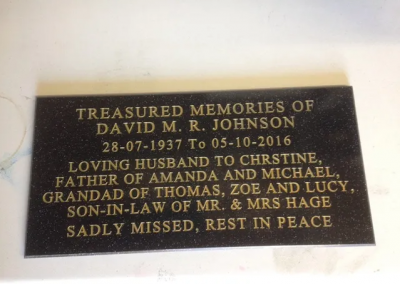 TREASURED MEMORIES OF
DAVID M. R. JOHNSON
28-07-1937 To 05-10-2016
LOVING HUSBAND TO CHRSTINE,
FATHER OF AMANDA AND MICHAEL,
GRANDAD OF THOMAS, ZOE AND LUCY,
SON-IN-LAW OF MR. & MRS HAGE
SADLY MISSED, REST IN PEACE